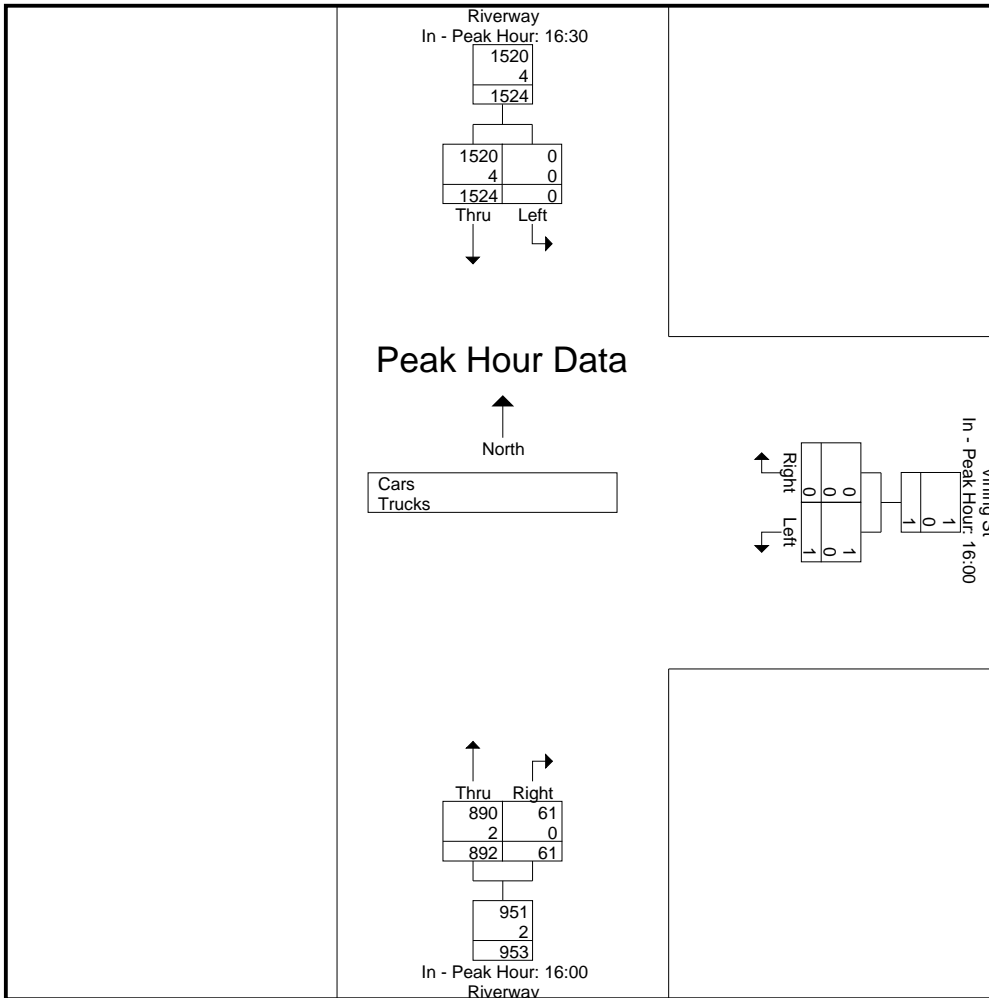 Riverway
In - Peak Hour: 16:30
1520
4
1524
1520 0
4 0
1524 0
Thru Left
Peak Hour Data
North
Cars
Trucks
In - Peak Hour: 16:00
1
0
1
Right
0
0
0
Left
1
0
1
Thru Right
890 61
2 0
892 61
951
2
953
In - Peak Hour: 16:00
Riverway